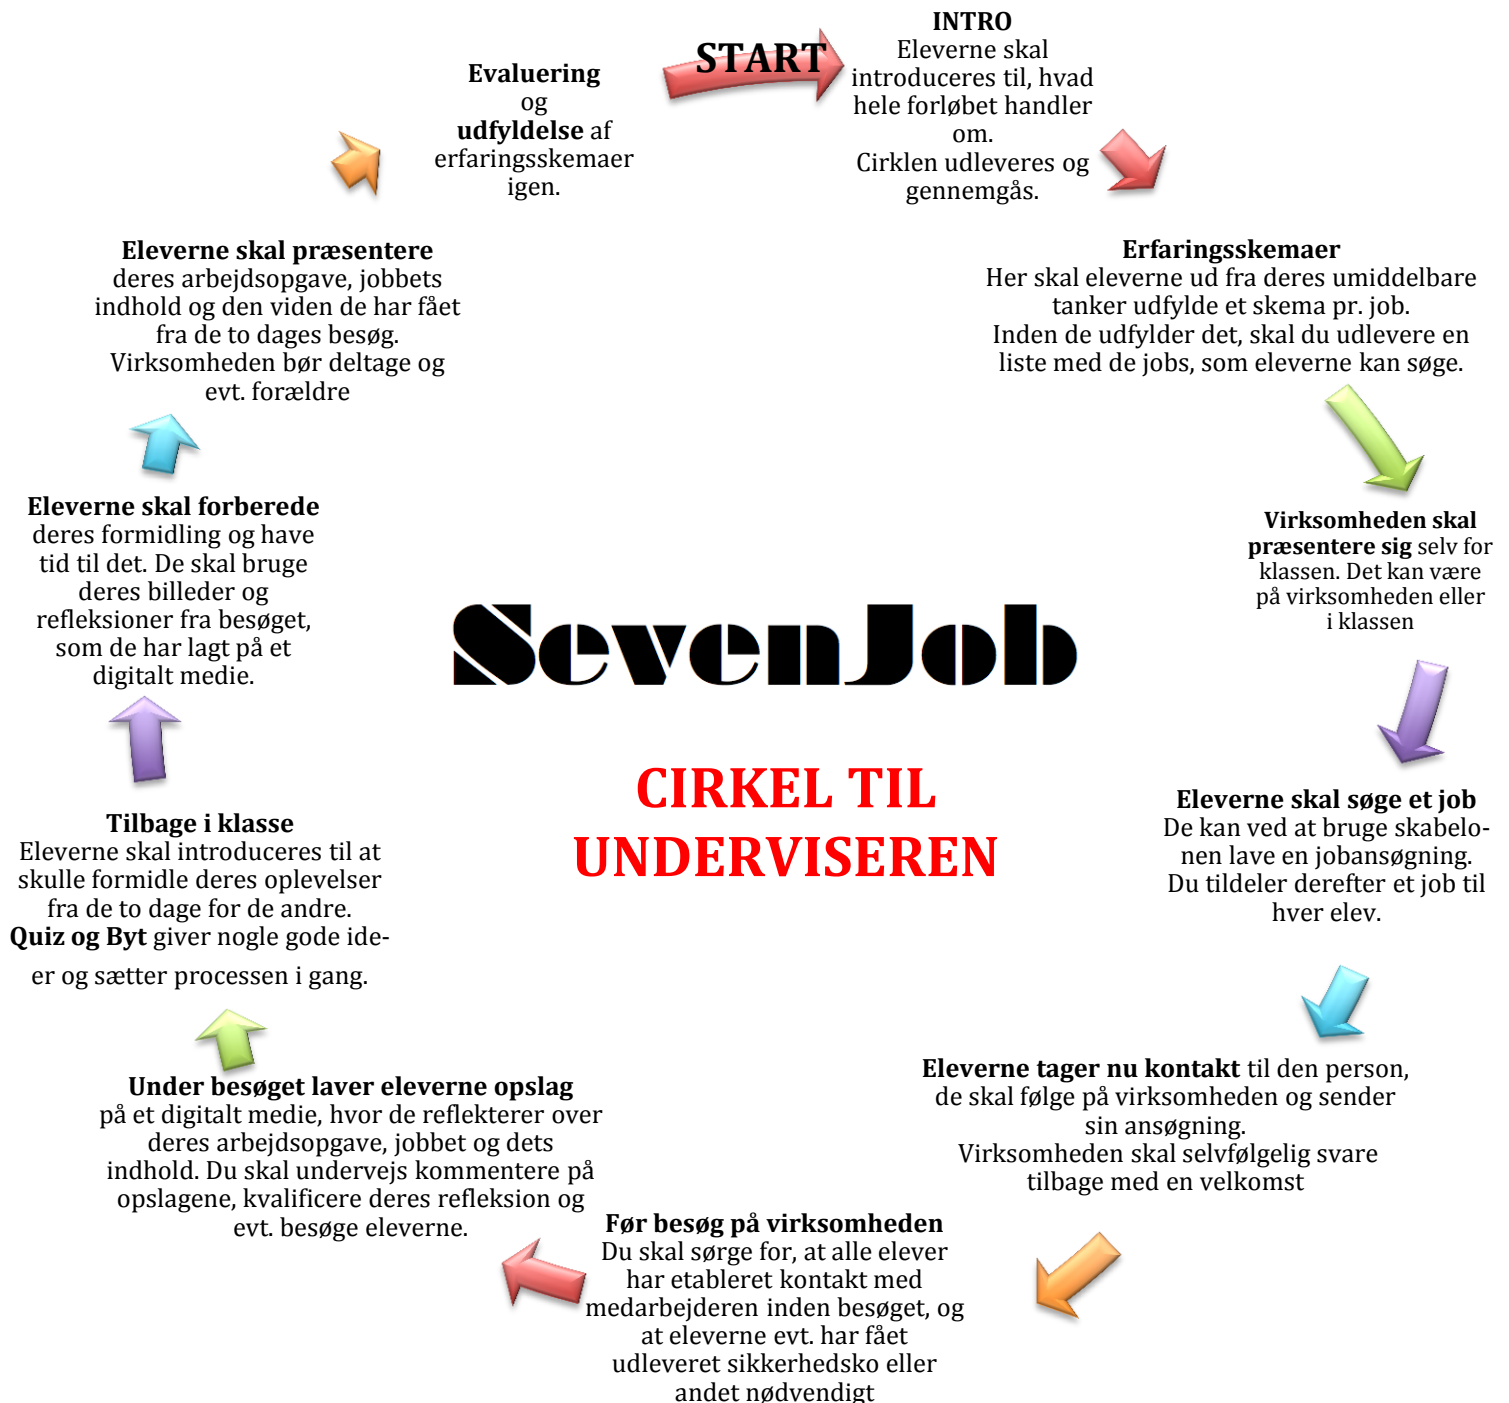 START
INTRO
Eleverne skal
introduceres til, hvad
hele forløbet handler
om.
Cirklen udleveres og
gennemgås.
Erfaringsskemaer
Her skal eleverne ud fra deres umiddelbare
tanker udfylde et skema pr. job.
Inden de udfylder det, skal du udlevere en
liste med de jobs, som eleverne kan søge.
Virksomheden skal
præsentere sig selv for
klassen. Det kan være
på virksomheden eller
i klassen
Eleverne skal søge et job
De kan ved at bruge skabelo-
nen lave en jobansøgning.
Du tildeler derefter et job til
hver elev.
Eleverne tager nu kontakt til den person,
de skal følge på virksomheden og sender
sin ansøgning.
Virksomheden skal selvfølgelig svare
tilbage med en velkomst
Før besøg på virksomheden
Du skal sørge for, at alle elever
har etableret kontakt med
medarbejderen inden besøget, og
at eleverne evt. har fået
udleveret sikkerhedsko eller
andet nødvendigt
Under besøget laver eleverne opslag
på et digitalt medie, hvor de reflekterer over
deres arbejdsopgave, jobbet og dets
indhold. Du skal undervejs kommentere på
opslagene, kvalificere deres refleksion og
evt. besøge eleverne.
Tilbage i klasse
Eleverne skal introduceres til at
skulle formidle deres oplevelser
fra de to dage for de andre.
Quiz og Byt giver nogle gode ide-
er og sætter processen i gang.
Eleverne skal forberede
deres formidling og have
tid til det. De skal bruge
deres billeder og
refleksioner fra besøget,
som de har lagt på et
digitalt medie.
Eleverne skal præsentere
deres arbejdsopgave, jobbets
indhold og den viden de har fået
fra de to dages besøg.
Virksomheden bør deltage og
evt. forældre
Evaluering
og
udfyldelse af
erfaringsskemaer
igen.
SevenJob
CIRKEL TIL
UNDERVISEREN